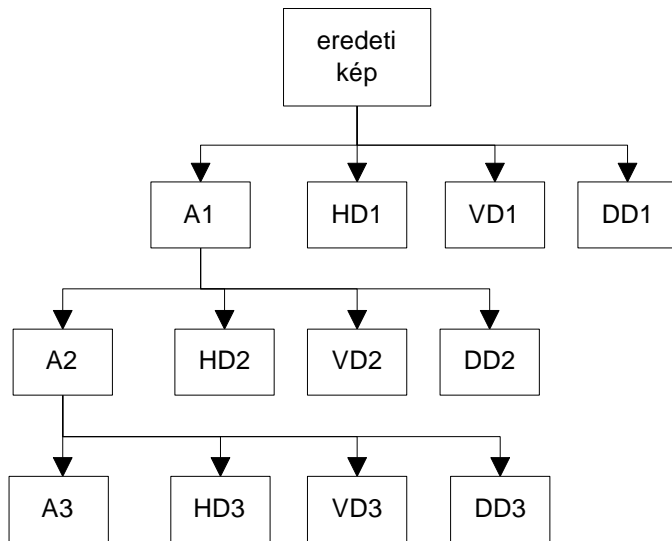 eredeti
kép
A1 HD1 VD1 DD1
A2 HD2 VD2 DD2
A3 HD3 VD3 DD3